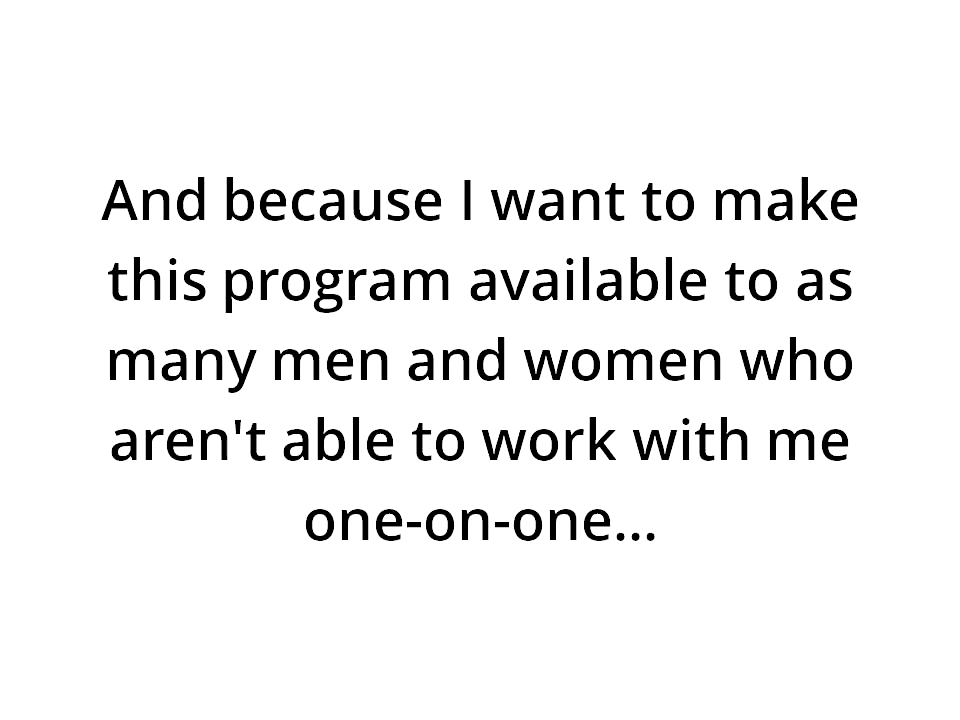 And because I want to make
this program available to as
many men and women who
aren't able to work with me
one-on-one...